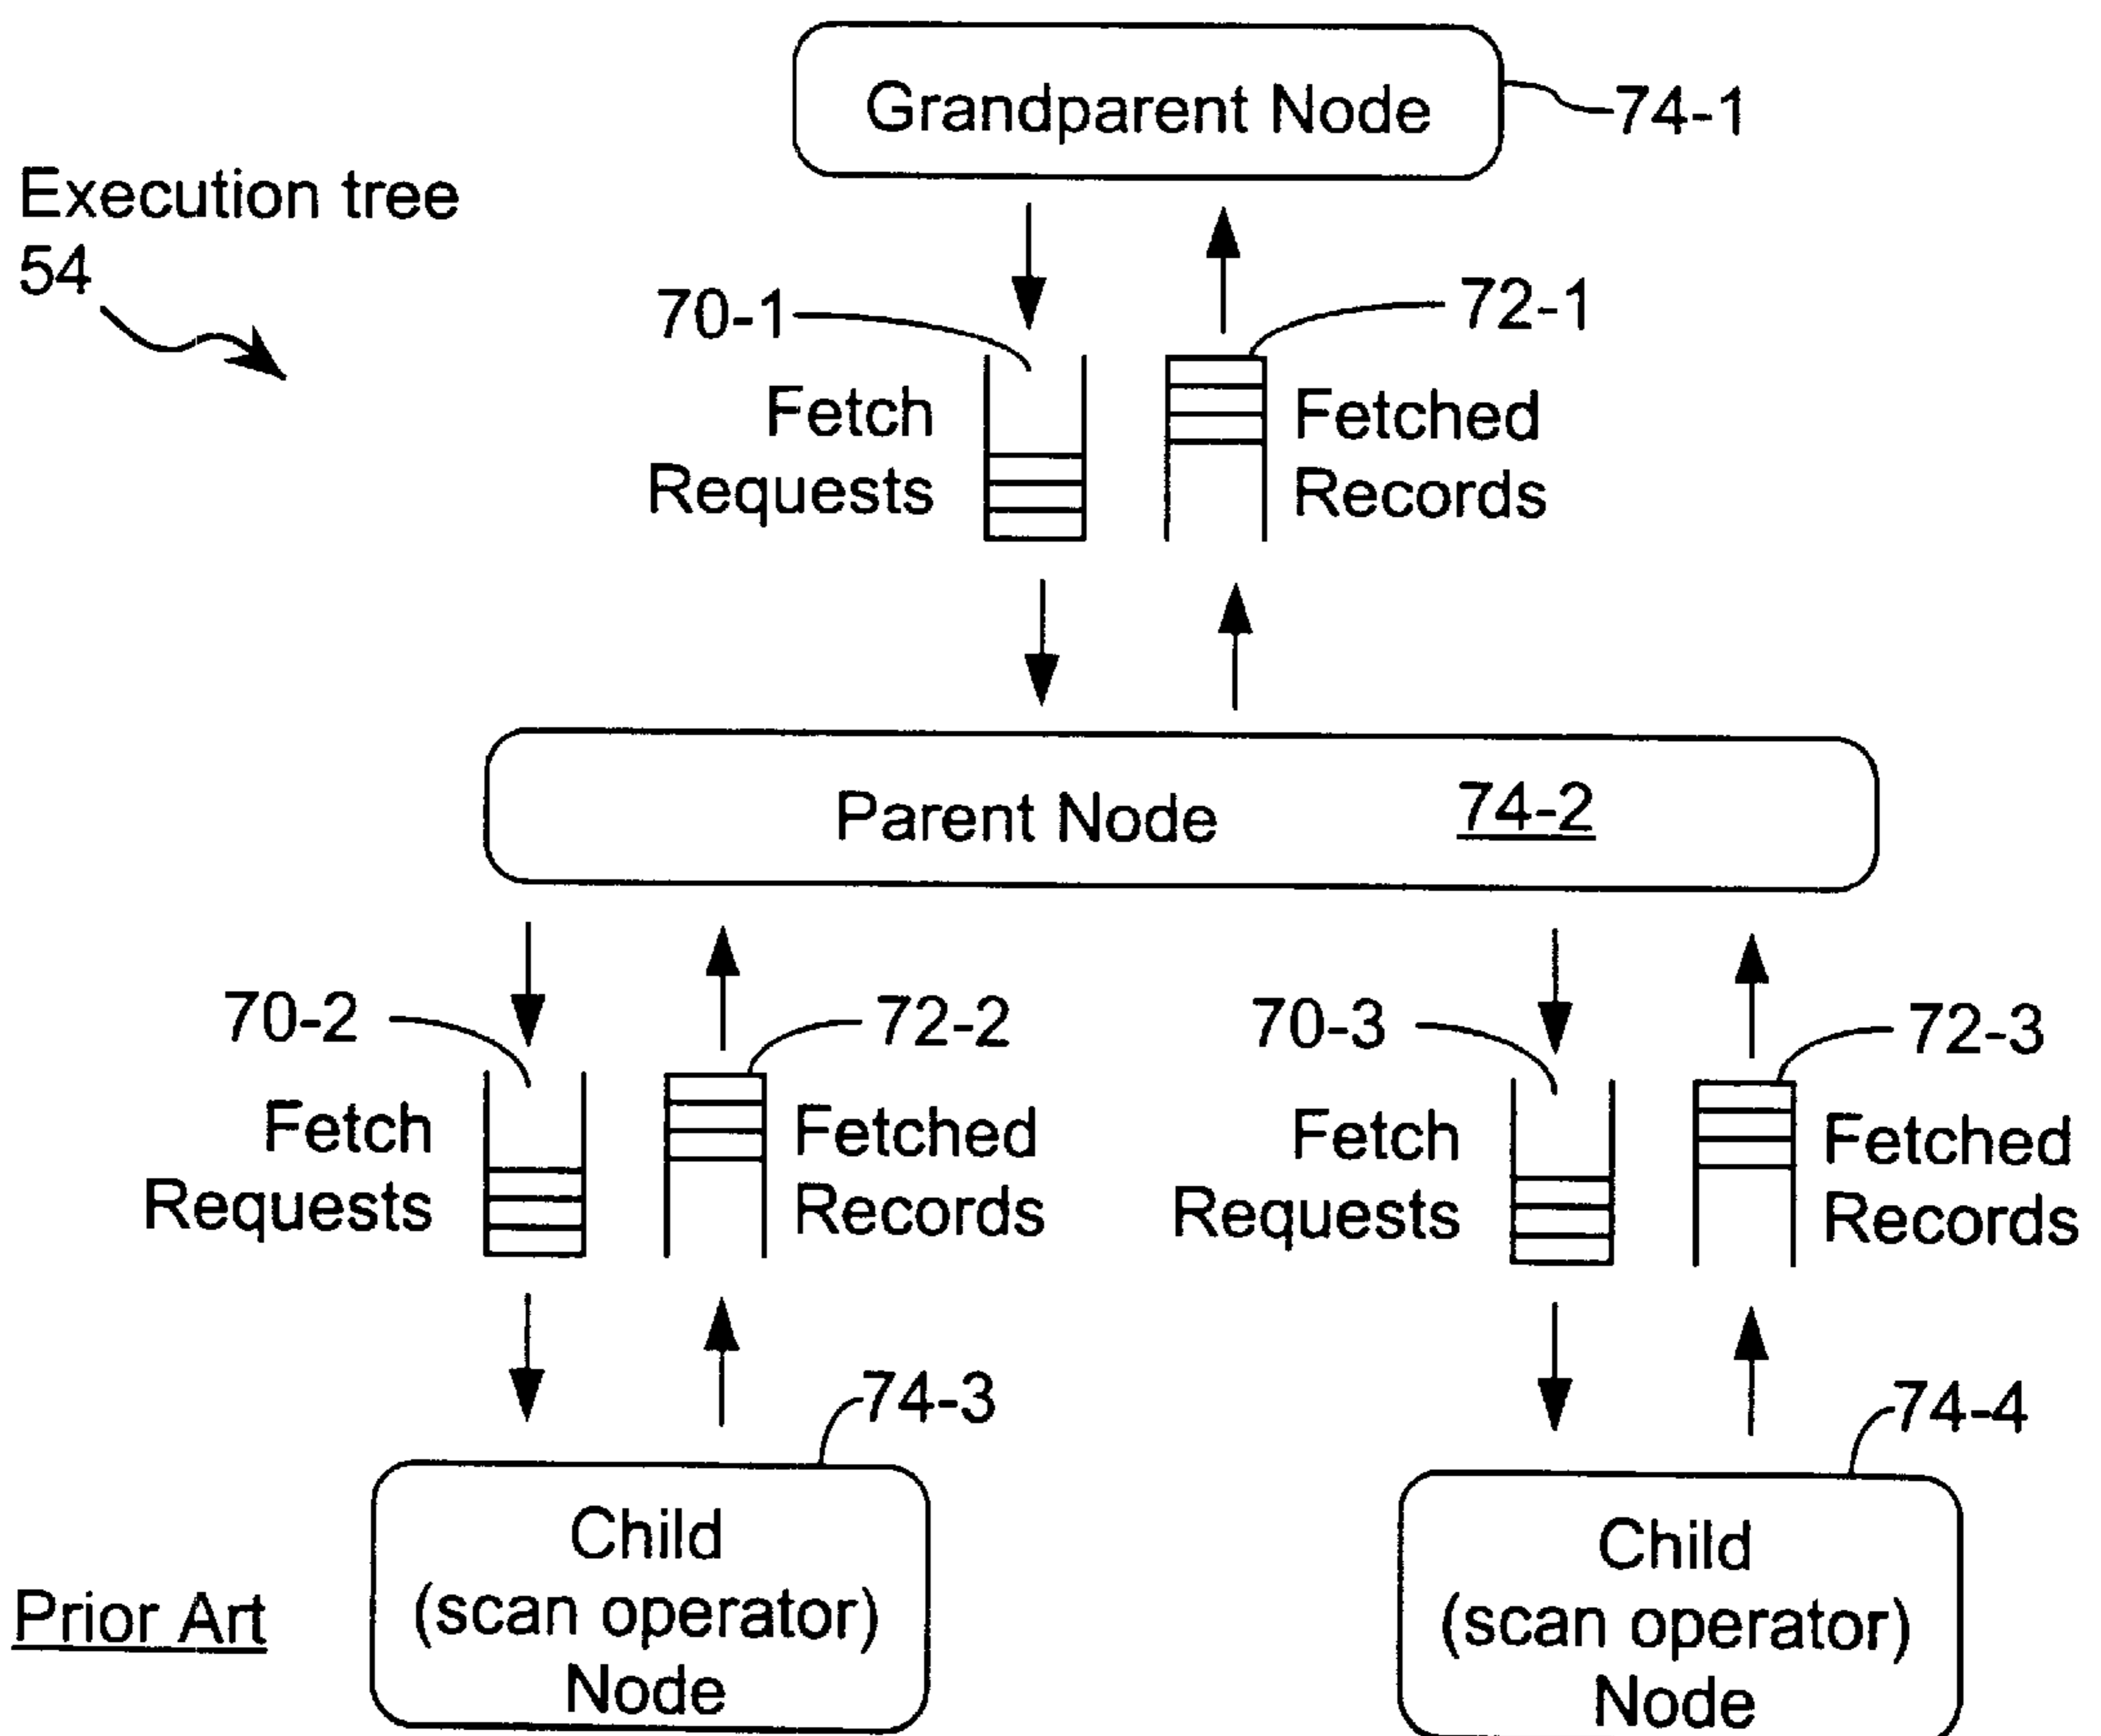 Grandparent Node
74-1
Execution tree
54
70-1
72-1
Fetch
Requests
Fetched
Records
Parent Node
74-2
70-2
72-2
Fetch
Requests
Fetched
Records
70-3
72-3
Fetch
Requests
Fetched
Records
74-3
Child
(scan operator)
Node
74-4
Child
(scan operator)
Node
Prior Art